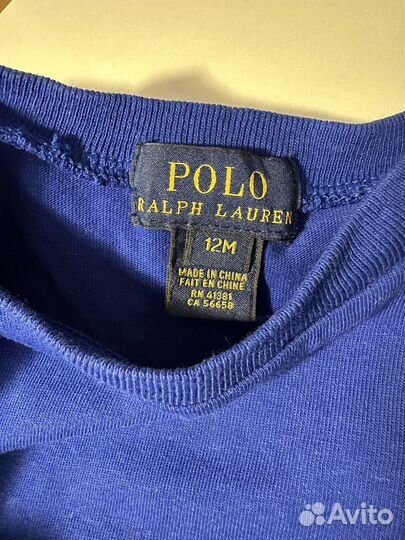 POLO
RALPH LAUREN
12M
MADE IN CHINA
FAIT EN CHINE
RN 41381
CA 56658
Avito